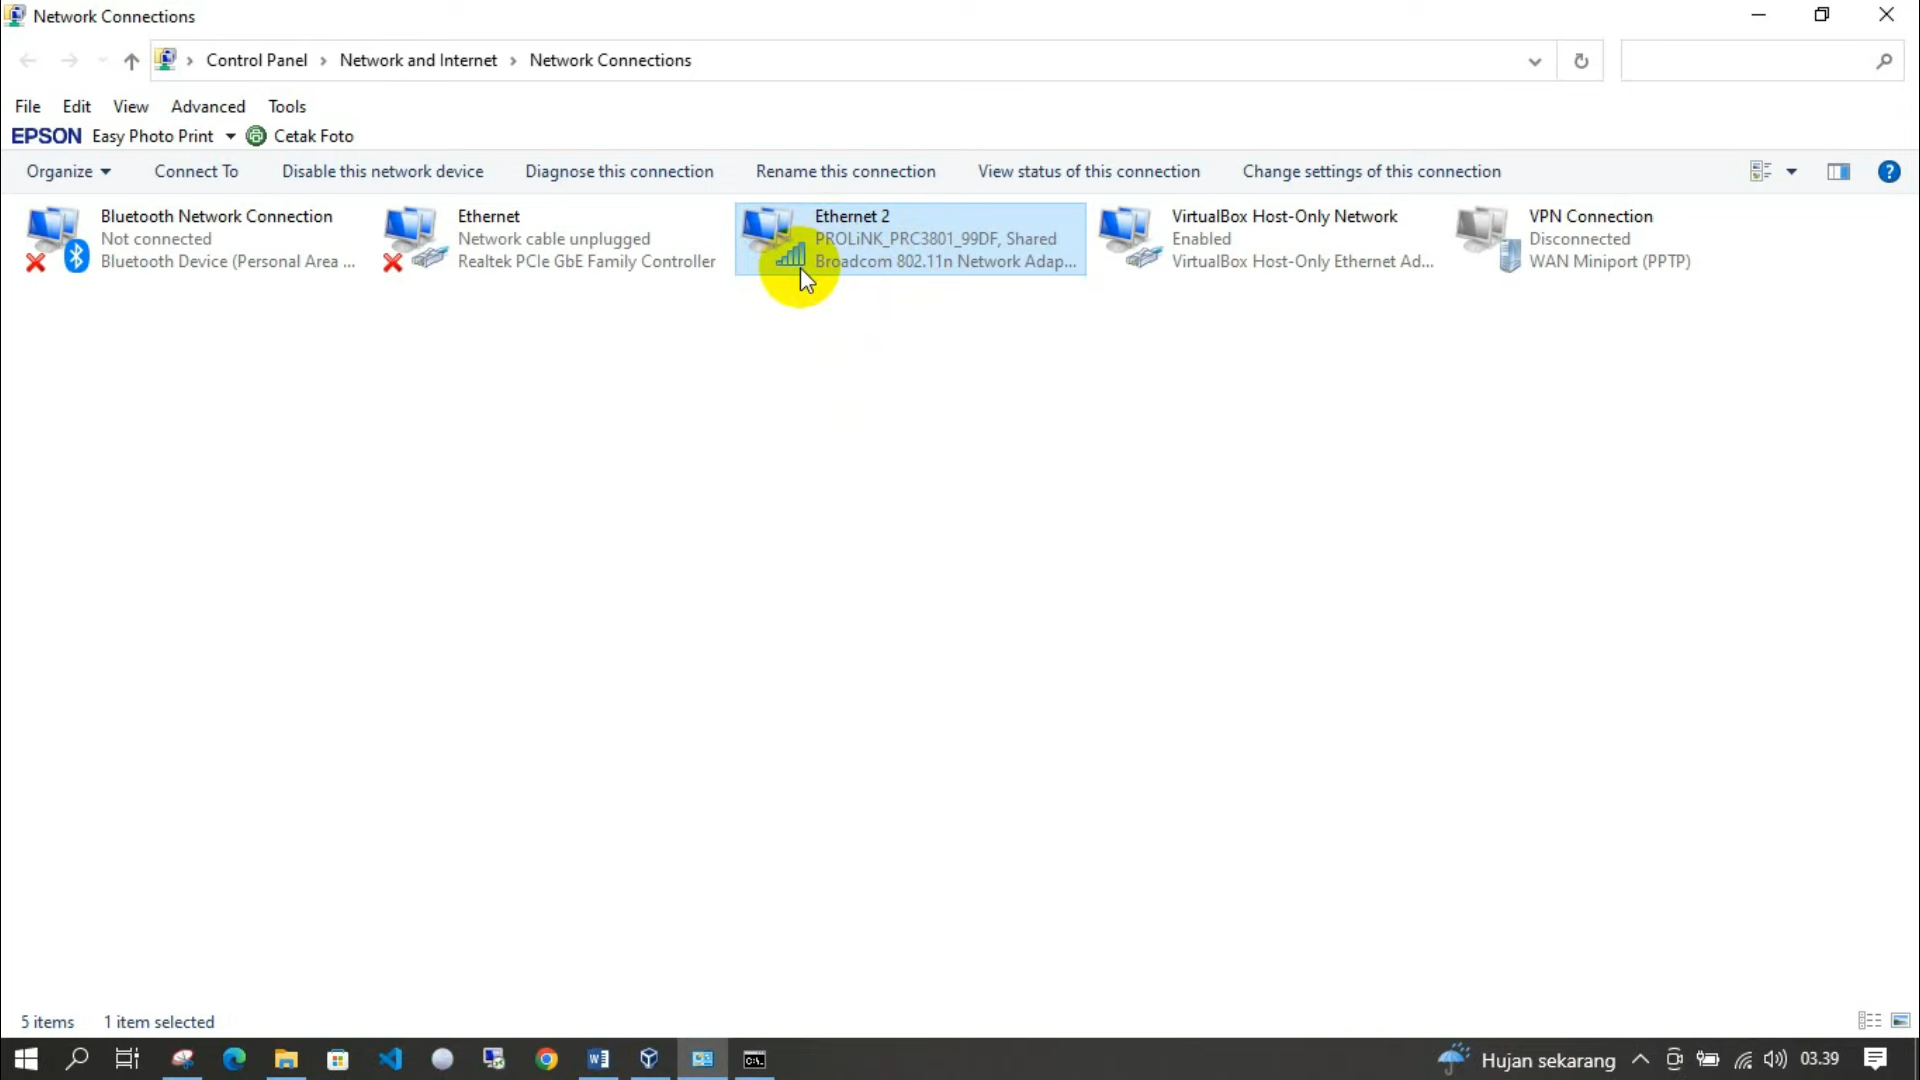 Network Connections
Control Panel > Network and Internet > Network Connections
File Edit View Advanced Tools
EPSON Easy Photo Print Cetak Foto
Organize Connect To Disable this network device Diagnose this connection Rename this connection View status of this connection Change settings of this connection
Bluetooth Network Connection
Not connected
Bluetooth Device (Personal Area ...
Ethernet
Network cable unplugged
Realtek PCIe GbE Family Controller
Ethernet 2
PROLiNK_PRC3801_99DF, Shared
Broadcom 802.11n Network Adap...
VirtualBox Host-Only Network
Enabled
VirtualBox Host-Only Ethernet Ad...
VPN Connection
Disconnected
WAN Miniport (PPTP)
5 items 1 item selected
Hujan sekarang 03.39